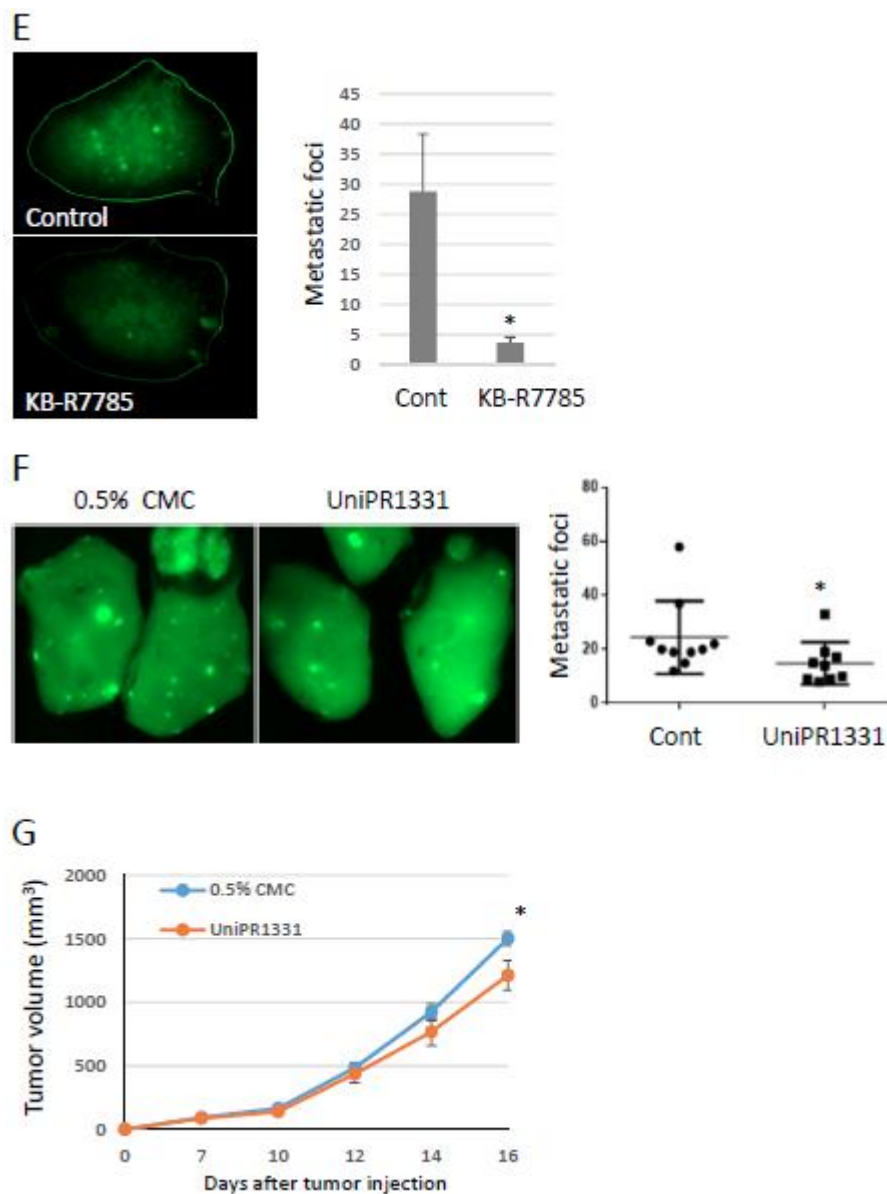 E
Control
KB-R7785
Metastatic foci
45
40
35
30
25
20
15
10
5
0
*
Cont
KB-R7785
F
0.5% CMC
UniPR1331
Metastatic foci
80
60
40
20
0
*
Cont
UniPR1331
G
Tumor volume (mm³)
2000
1500
1000
500
0
0.5% CMC
UniPR1331
*
0
7
10
12
14
16
Days after tumor injection